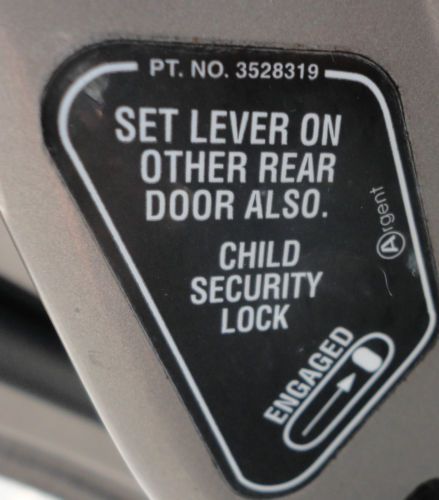 PT. NO. 3528319
SET LEVER ON
OTHER REAR
DOOR ALSO.
Argent
CHILD
SECURITY
LOCK
ENGAGED